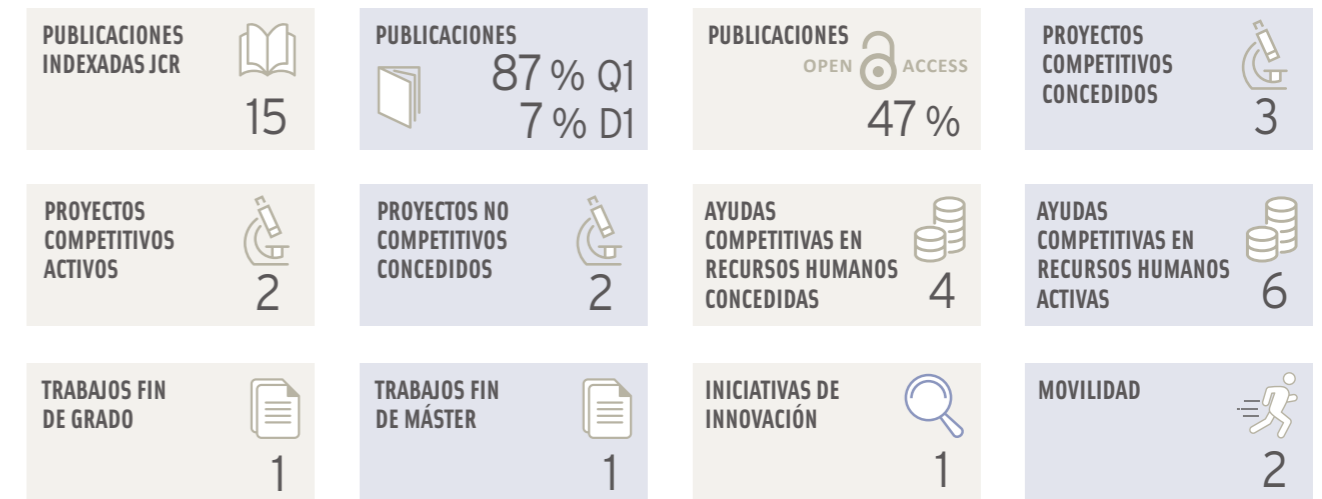 PUBLICACIONES
INDEXADAS JCR
15
PUBLICACIONES
87 % Q1
7 % D1
PUBLICACIONES
OPEN ACCESS
47 %
PROYECTOS
COMPETITIVOS
CONCEDIDOS
3
PROYECTOS
COMPETITIVOS
ACTIVOS
2
PROYECTOS NO
COMPETITIVOS
CONCEDIDOS
2
AYUDAS
COMPETITIVAS EN
RECURSOS HUMANOS
CONCEDIDAS
4
AYUDAS
COMPETITIVAS EN
RECURSOS HUMANOS
ACTIVAS
6
TRABAJOS FIN
DE GRADO
1
TRABAJOS FIN
DE MÁSTER
1
INICIATIVAS DE
INNOVACIÓN
1
MOVILIDAD
2